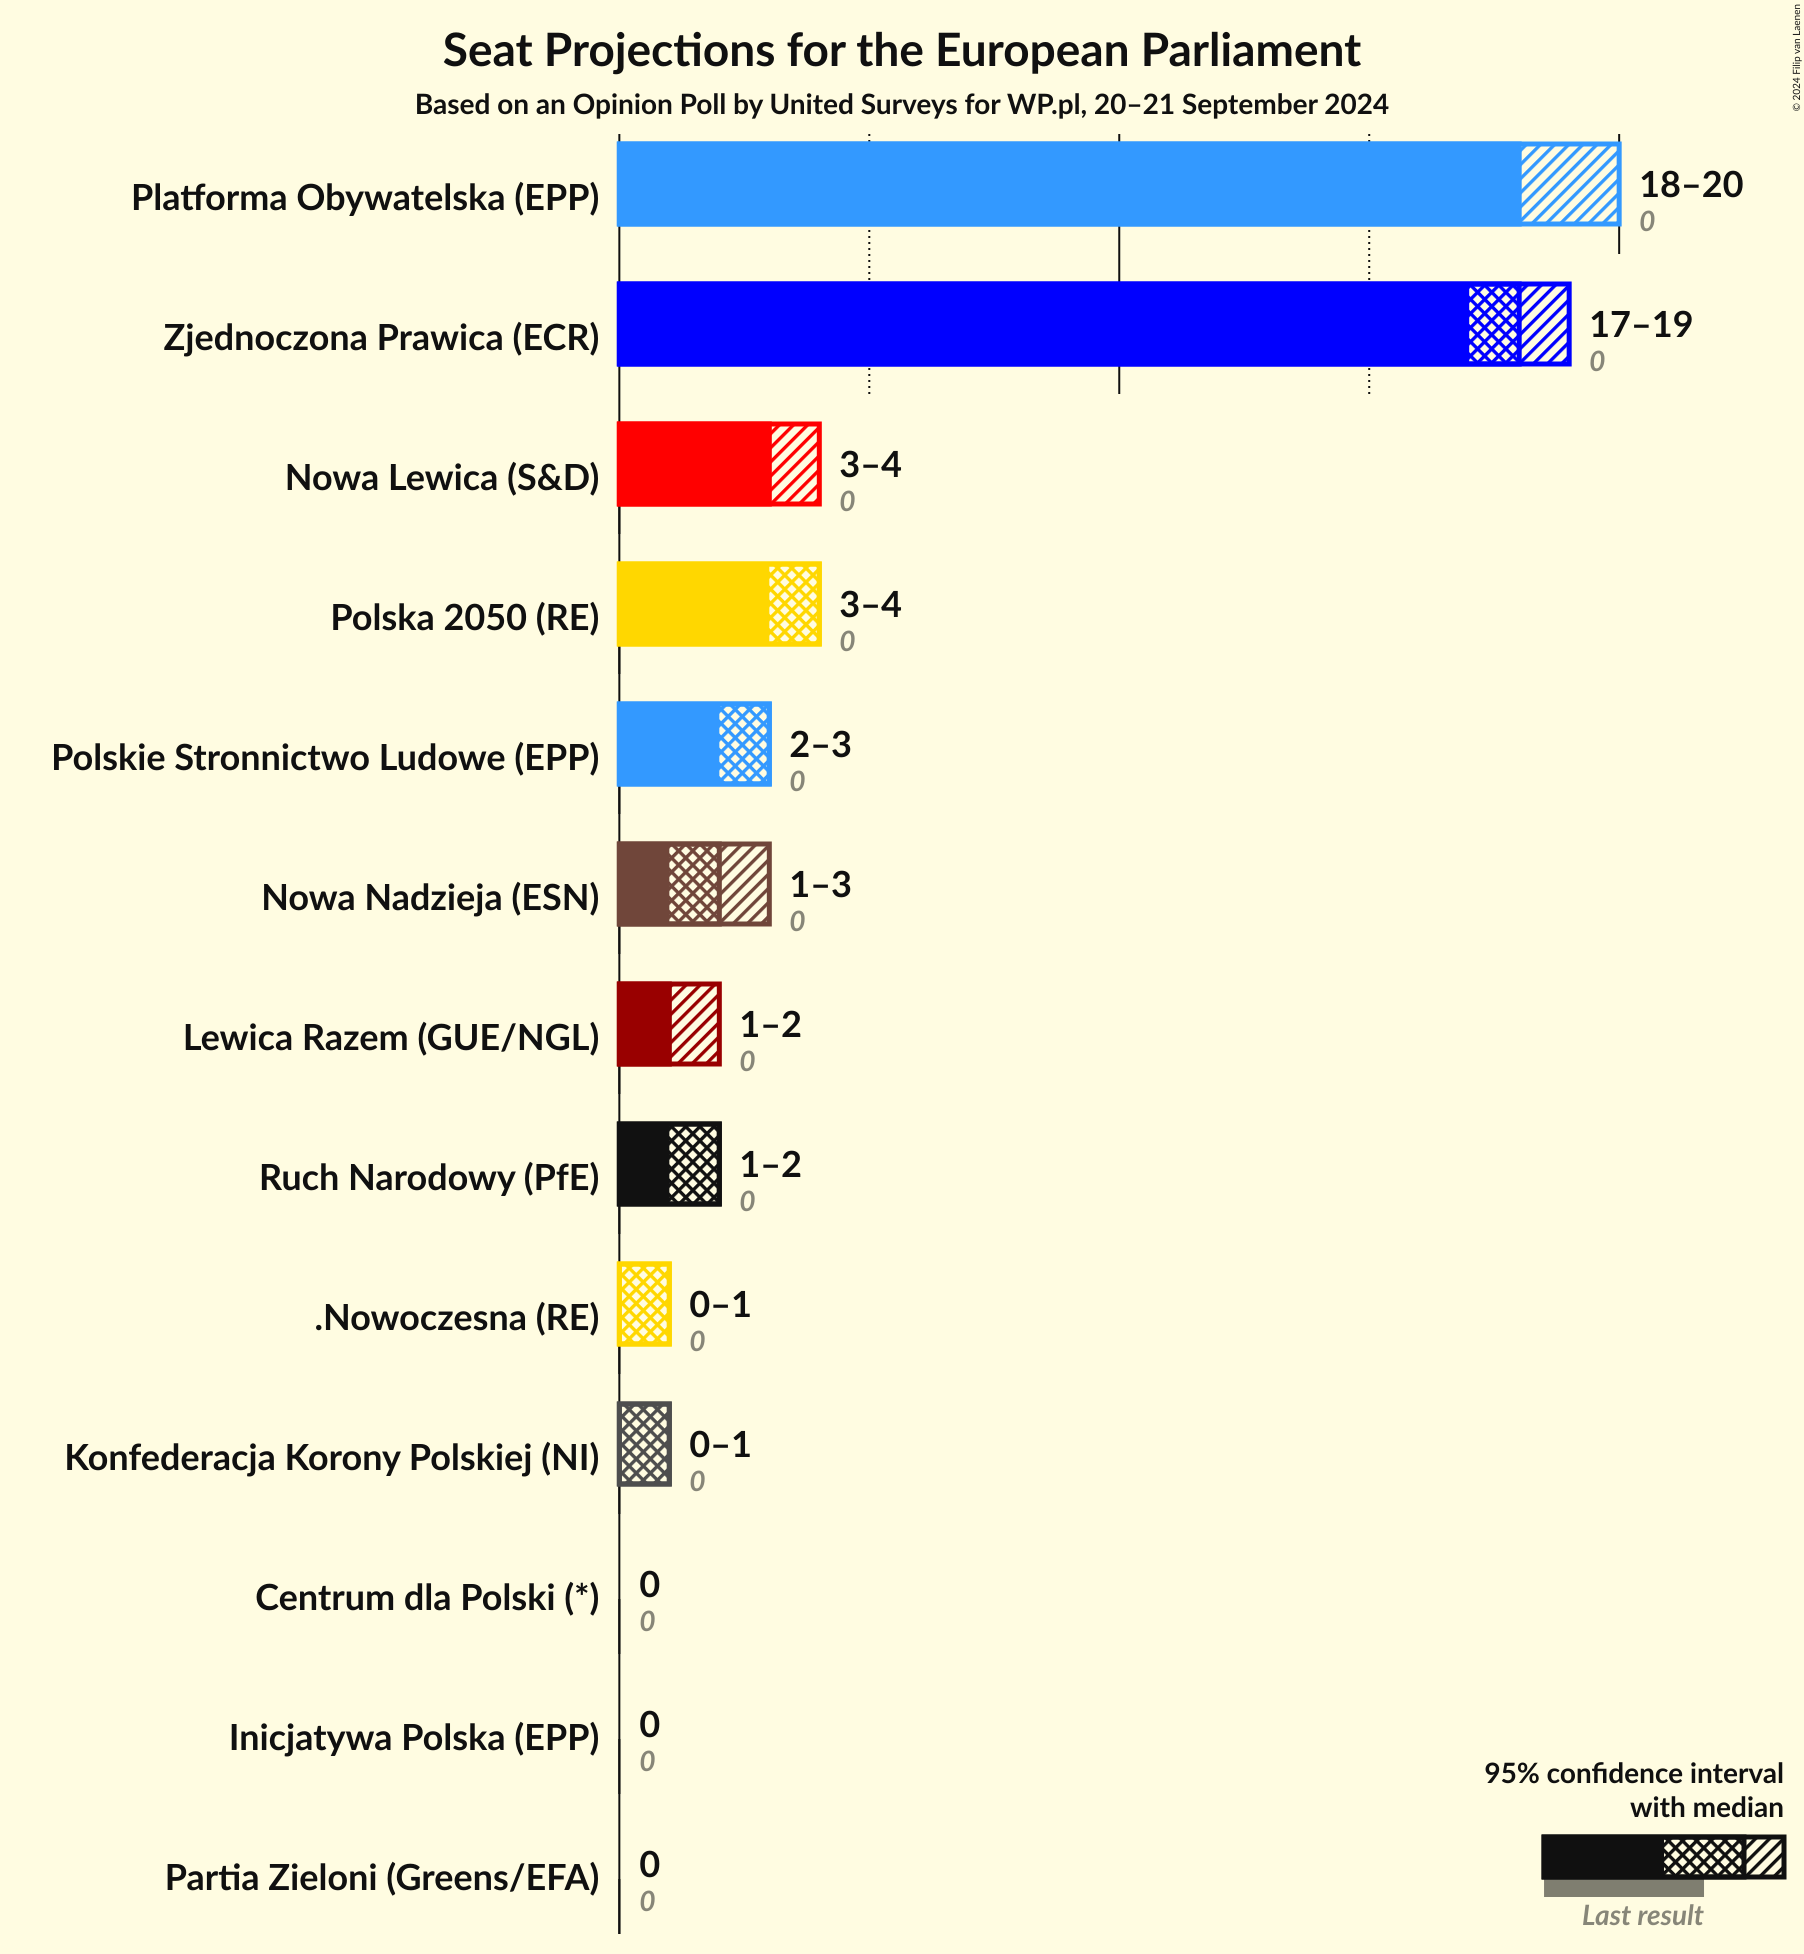 Seat Projections for the European Parliament
Based on an Opinion Poll by United Surveys for WP.pl, 20–21 September 2024
© 2024 Filip van Laenen
Platforma Obywatelska (EPP)
18–20
0
Zjednoczona Prawica (ECR)
17–19
0
Nowa Lewica (S&D)
3–4
0
Polska 2050 (RE)
3–4
0
Polskie Stronnictwo Ludowe (EPP)
2–3
0
Nowa Nadzieja (ESN)
1–3
0
Lewica Razem (GUE/NGL)
1–2
0
Ruch Narodowy (PfE)
1–2
0
.Nowoczesna (RE)
0–1
0
Konfederacja Korony Polskiej (NI)
0–1
0
Centrum dla Polski (*)
0
0
Inicjatywa Polska (EPP)
0
0
Partia Zieloni (Greens/EFA)
0
0
95% confidence interval
with median
Last result